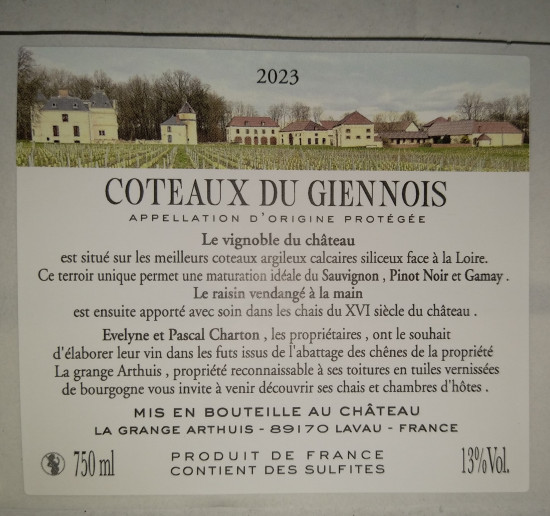 2023
COTEAUX DU GIENNOIS
APPELLATION D'ORIGINE PROTÉGÉE
Le vignoble du château
est situé sur les meilleurs coteaux argileux calcaires siliceux face à la Loire.
Ce terroir unique permet une maturation idéale du Sauvignon , Pinot Noir et Gamay .
Le raisin vendangé à la main
est ensuite apporté avec soin dans les chais du XVI siècle du château .
Evelyne et Pascal Charton , les propriétaires , ont le souhait
d'élaborer leur vin dans les futs issus de l'abattage des chênes de la propriété
La grange Arthuis , propriété reconnaissable à ses toitures en tuiles vernissées
de bourgogne vous invite à venir découvrir ses chais et chambres d'hôtes .
MIS EN BOUTEILLE AU CHÂTEAU
LA GRANGE ARTHUIS - 89170 LAVAU - FRANCE
750 ml
PRODUIT DE FRANCE
CONTIENT DES SULFITES
13%Vol.